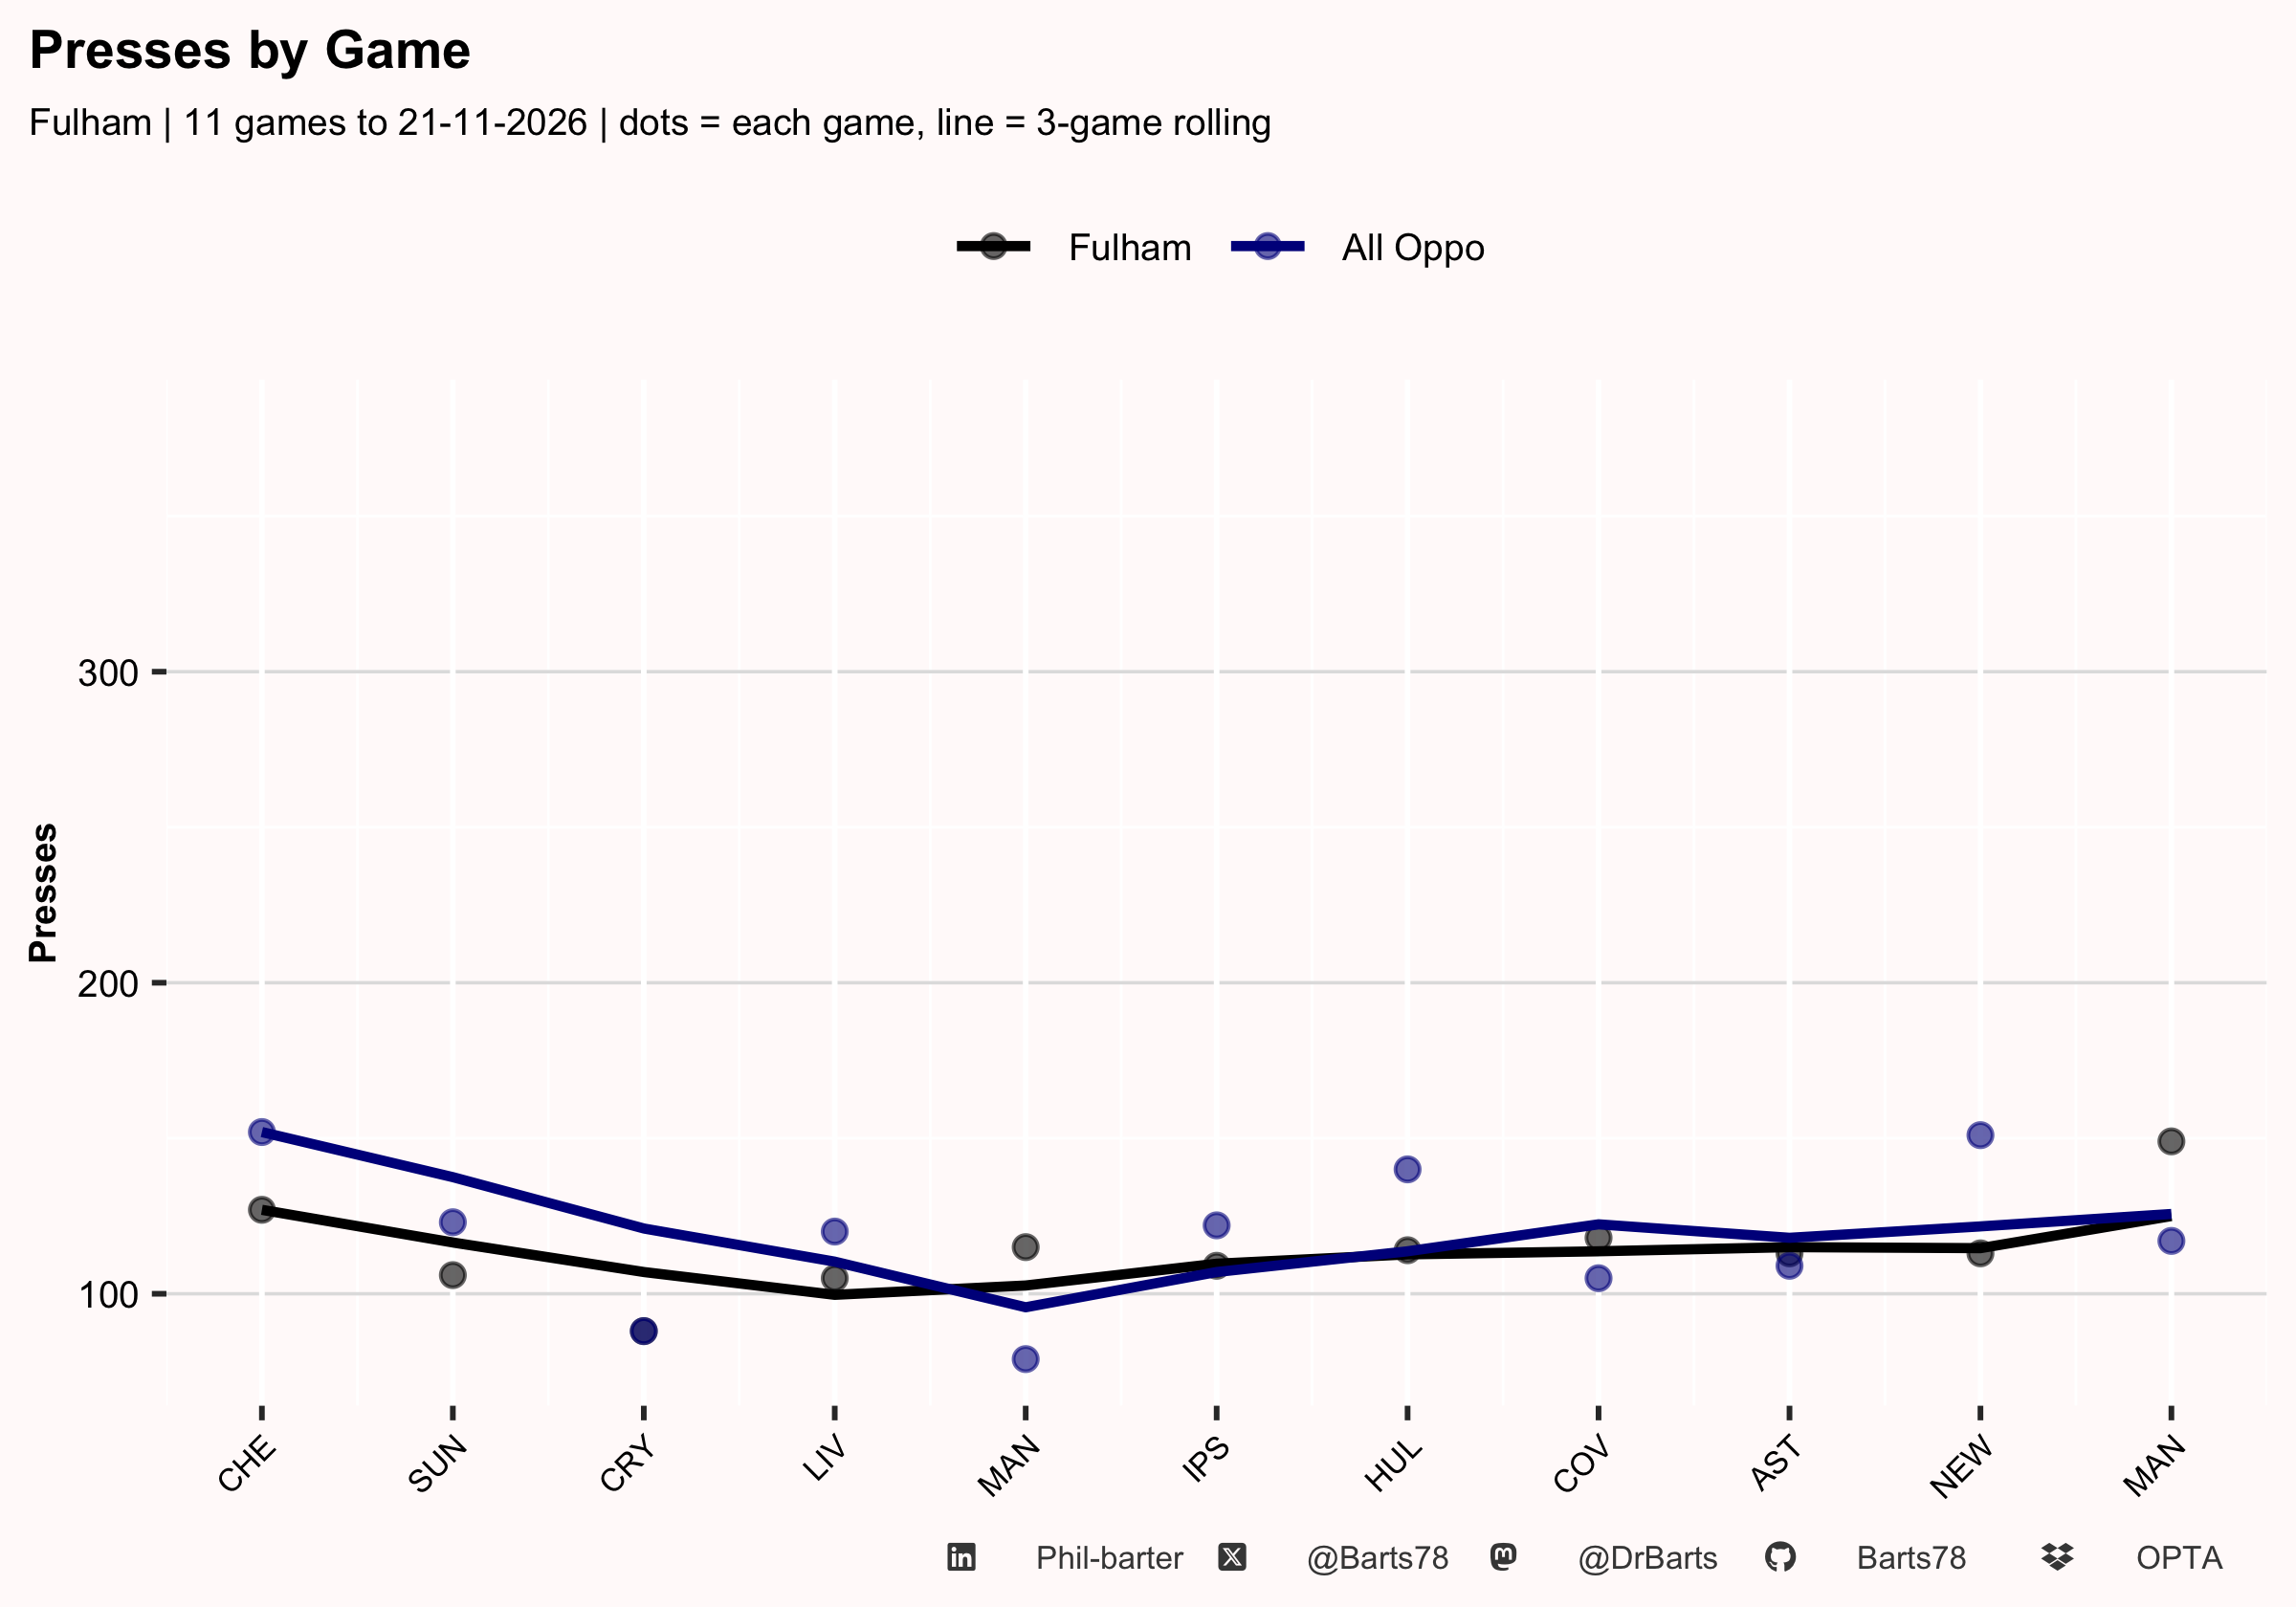 Presses by Game
Fulham | 11 games to 21-11-2026 | dots = each game, line = 3-game rolling
Fulham All Oppo
Presses
300
200
100
CHE SUN CRY LIV MAN IPS HUL COV AST NEW MAN
Phil-barter @Barts78 @DrBarts Barts78 OPTA